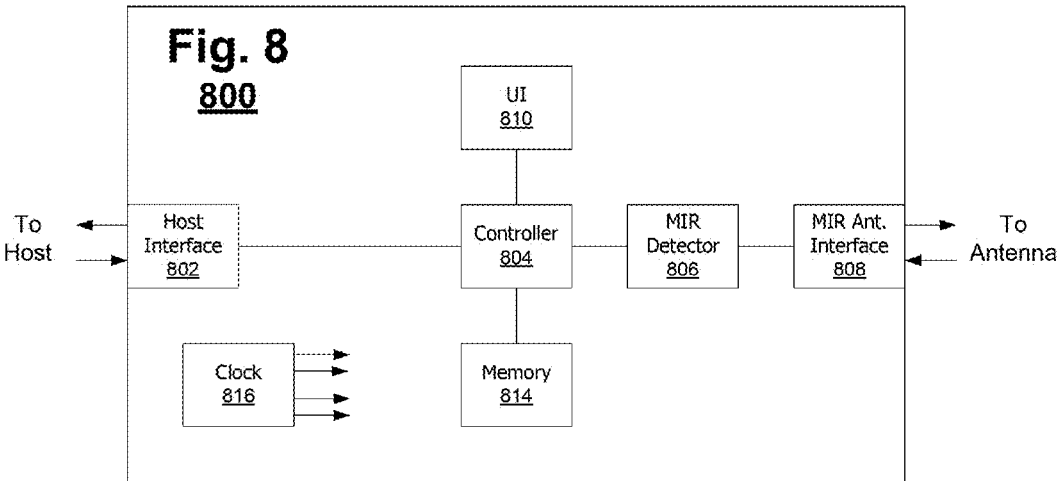 Fig. 8
800
UI
810
To
Host
Host
Interface
802
Controller
804
MIR
Detector
806
MIR Ant.
Interface
808
To
Antenna
Clock
816
Memory
814